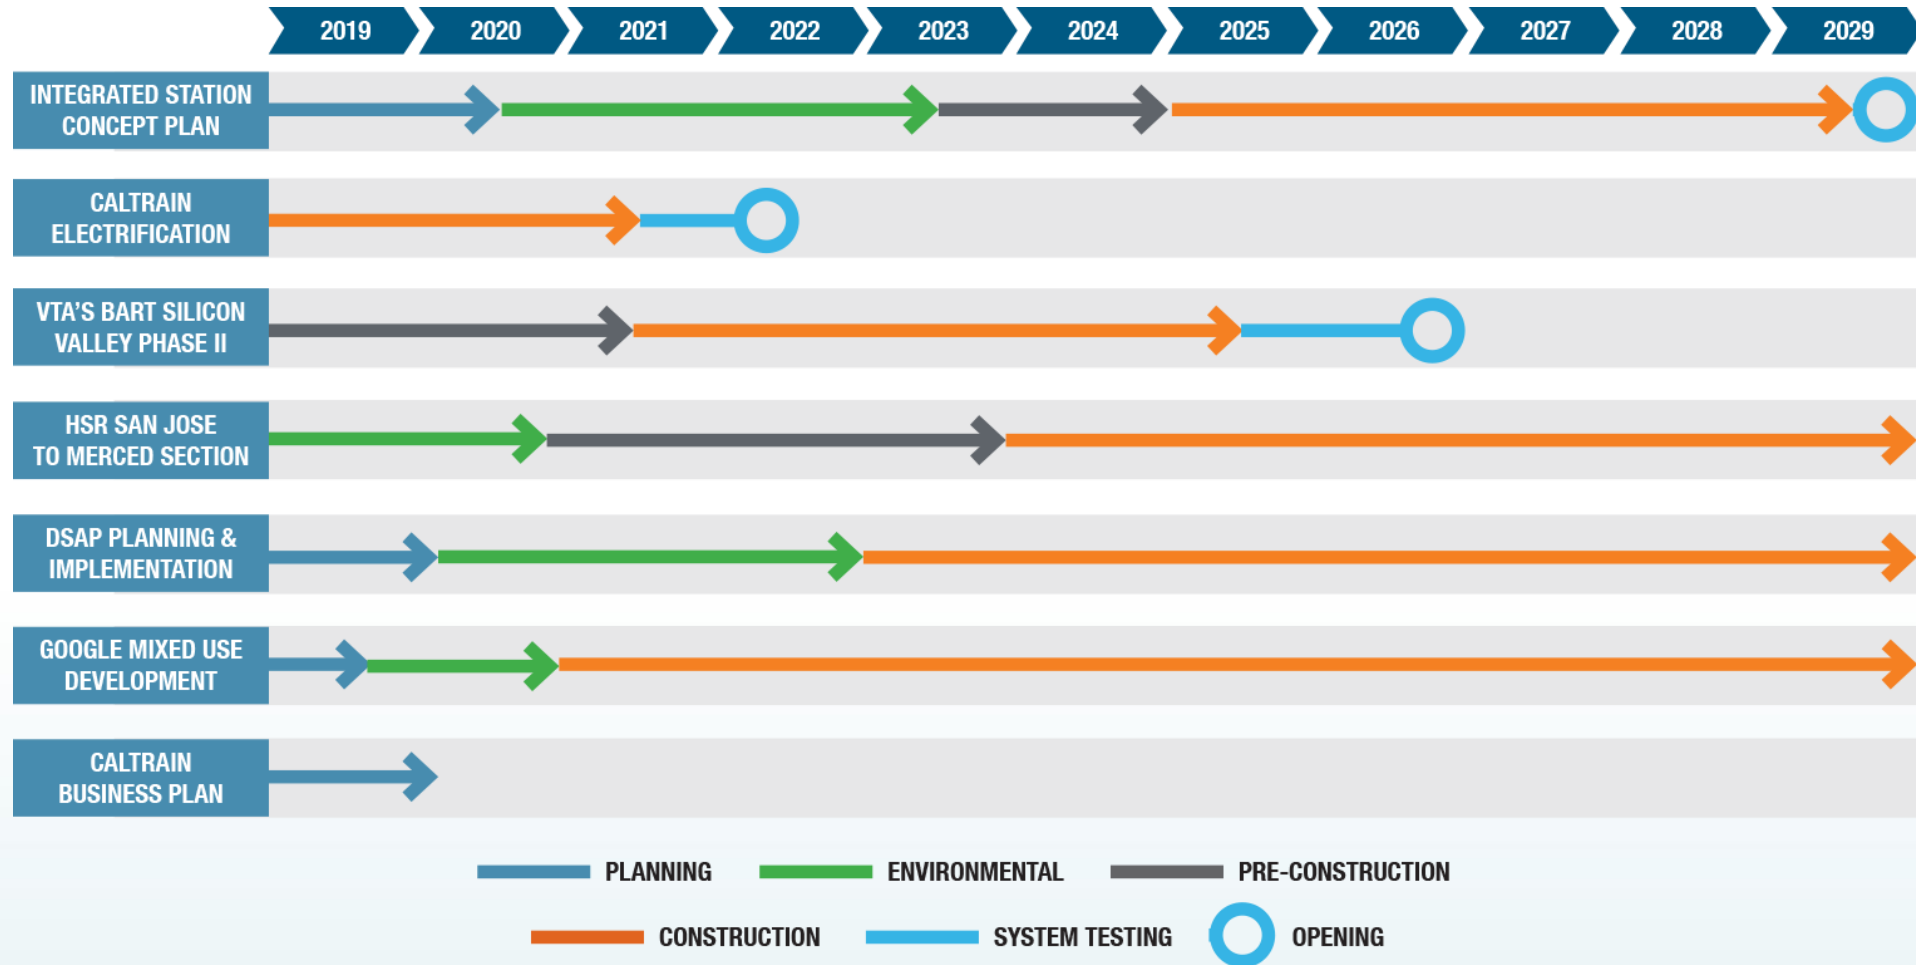 2019 2020 2021 2022 2023 2024 2025 2026 2027 2028 2029
INTEGRATED STATION
CONCEPT PLAN
CALTRAIN
ELECTRIFICATION
VTA'S BART SILICON
VALLEY PHASE II
HSR SAN JOSE
TO MERCED SECTION
DSAP PLANNING &
IMPLEMENTATION
GOOGLE MIXED USE
DEVELOPMENT
CALTRAIN
BUSINESS PLAN
PLANNING ENVIRONMENTAL PRE-CONSTRUCTION
CONSTRUCTION SYSTEM TESTING OPENING